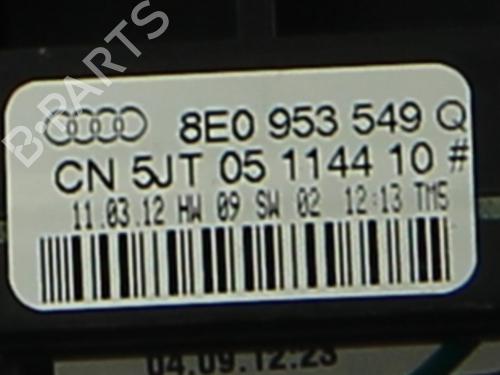 B-PARTS
8E0 953 549 Q
CN 5JT 05 1144 10 #
11.03.12 HW 09 SW 02 12:13 TM5
04.09.12:23